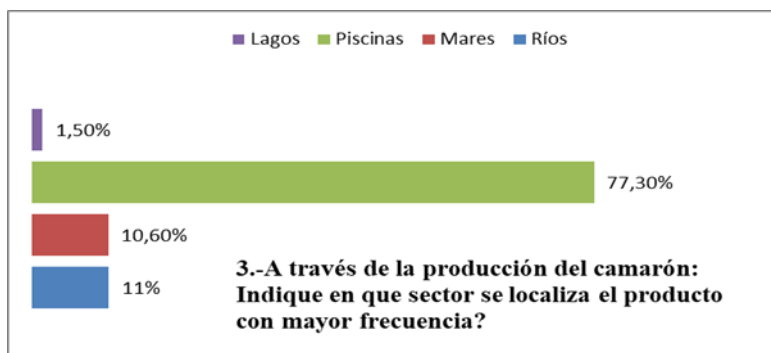 Lagos Piscinas Mares Ríos
1,50%
77,30%
10,60%
11%
3.-A través de la producción del camarón:
Indique en que sector se localiza el producto
con mayor frecuencia?